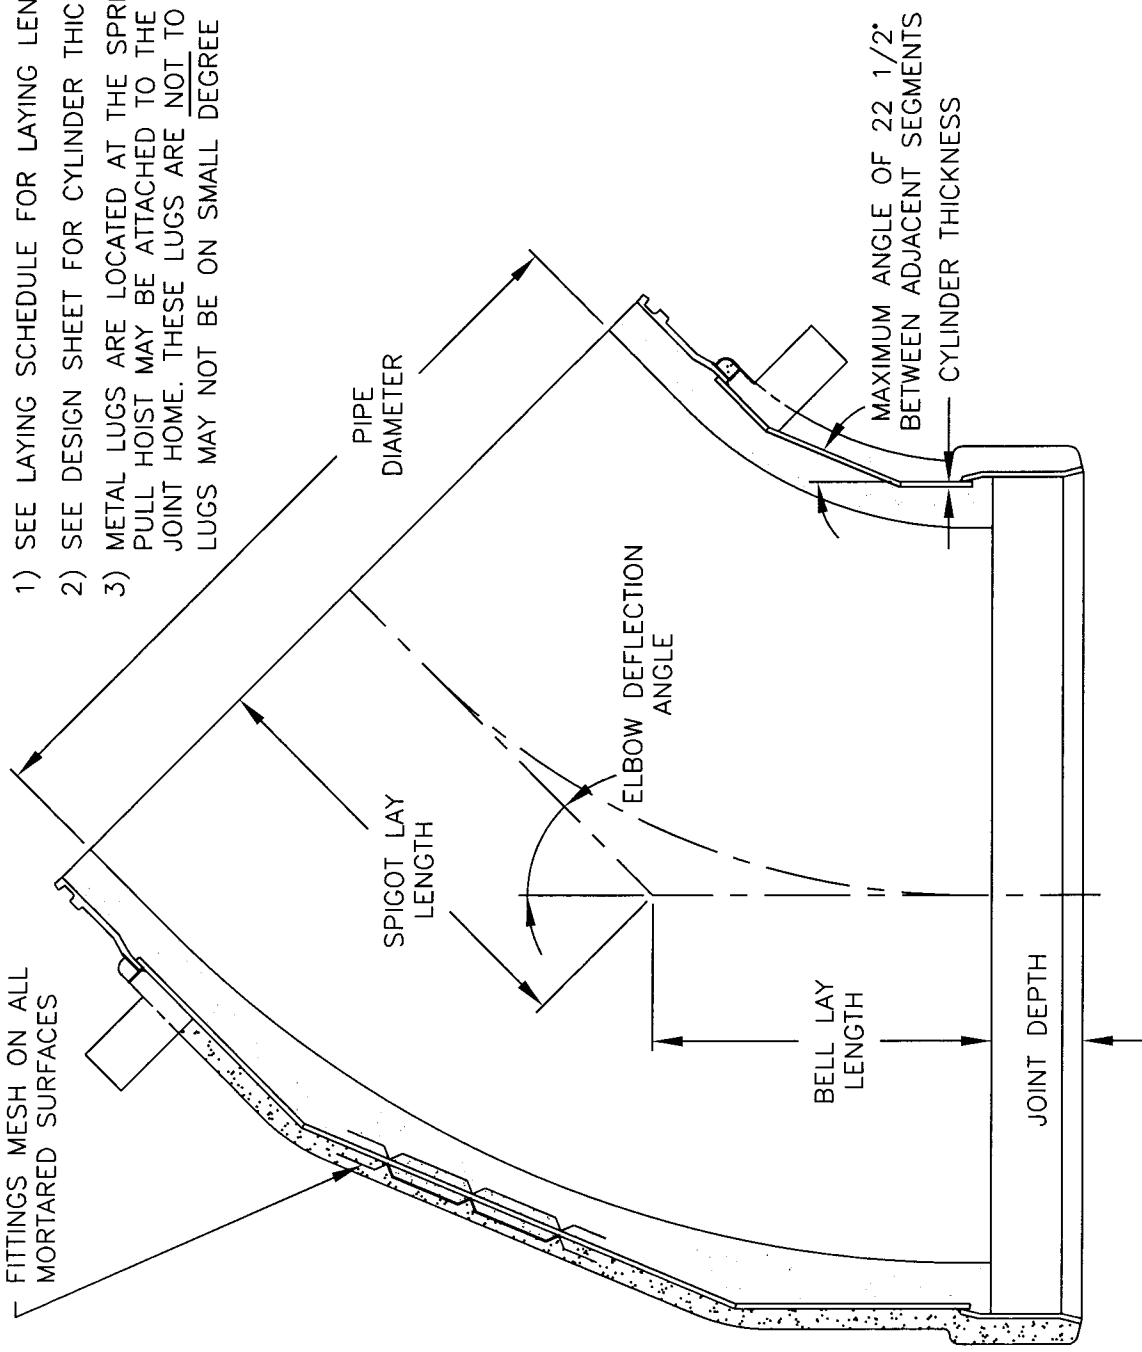 1) SEE LAYING SCHEDULE FOR LAYING
2) SEE DESIGN SHEET FOR CYLINDER
3) METAL LUGS ARE LOCATED AT THE
PULL HOIST MAY BE ATTACHED TO THE
JOINT HOME. THESE LUGS ARE NOT TO
LUGS MAY NOT BE ON SMALL DEGREE
FITTINGS MESH ON ALL
MORTARED SURFACES
PIPE
DIAMETER
SPIGOT LAY
LENGTH
ELBOW DEFLECTION
ANGLE
MAXIMUM ANGLE OF 22 1/2°
BETWEEN ADJACENT SEGMENTS
CYLINDER THICKNESS
BELL LAY
LENGTH
JOINT DEPTH